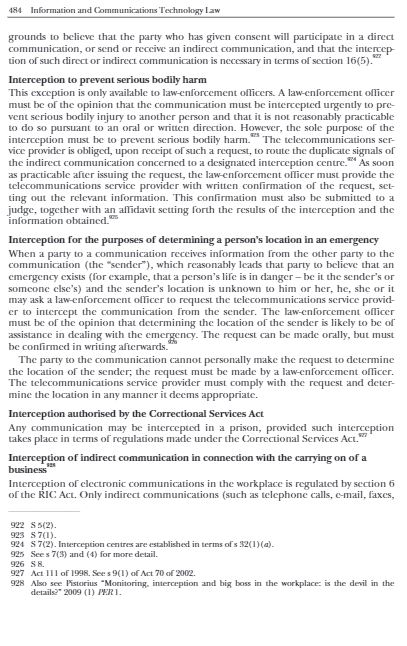 484 Information and Communications Technology Law
grounds to believe that the party who has given consent will participate in a direct
communication, or send or receive an indirect communication, and that the intercep-
tion of such direct or indirect communication is necessary in terms of section 16(5).922
Interception to prevent serious bodily harm
This exception is only available to law-enforcement officers. A law-enforcement officer
must be of the opinion that the communication must be intercepted urgently to pre-
vent serious bodily injury to another person and that it is not reasonably practicable
to do so pursuant to an oral or written direction. However, the sole purpose of the
interception must be to prevent serious bodily harm.923 The telecommunications ser-
vice provider is obliged, upon receipt of such a request, to route the duplicate signals of
the indirect communication concerned to a designated interception centre.924 As soon
as practicable after issuing the request, the law-enforcement officer must provide the
telecommunications service provider with written confirmation of the request, set-
ting out the relevant information. This confirmation must also be submitted to a
judge, together with an affidavit setting forth the results of the interception and the
information obtained.925
Interception for the purposes of determining a person's location in an emergency
When a party to a communication receives information from the other party to the
communication (the "sender"), which reasonably leads that party to believe that an
emergency exists (for example, that a person's life is in danger – be it the sender's or
someone else's) and the sender's location is unknown to him or her, he, she or it
may ask a law-enforcement officer to request the telecommunications service provid-
er to intercept the communication from the sender. The law-enforcement officer
must be of the opinion that determining the location of the sender is likely to be of
assistance in dealing with the emergency. The request can be made orally, but must
be confirmed in writing afterwards.926
The party to the communication cannot personally make the request to determine
the location of the sender; the request must be made by a law-enforcement officer.
The telecommunications service provider must comply with the request and deter-
mine the location in any manner it deems appropriate.
Interception authorised by the Correctional Services Act
Any communication may be intercepted in a prison, provided such interception
takes place in terms of regulations made under the Correctional Services Act.927
Interception of indirect communication in connection with the carrying on of a
business928
Interception of electronic communications in the workplace is regulated by section 6
of the RIC Act. Only indirect communications (such as telephone calls, e-mail, faxes,
922 S 5(2).
923 S 7(1).
924 S 7(2). Interception centres are established in terms of s 32(1)(a).
925 See s 7(3) and (4) for more detail.
926 S 8.
927 Act 111 of 1998. See s 9(1) of Act 70 of 2002.
928 Also see Pistorius "Monitoring, interception and big boss in the workplace: is the devil in the
details?" 2009 (1) PER 1.